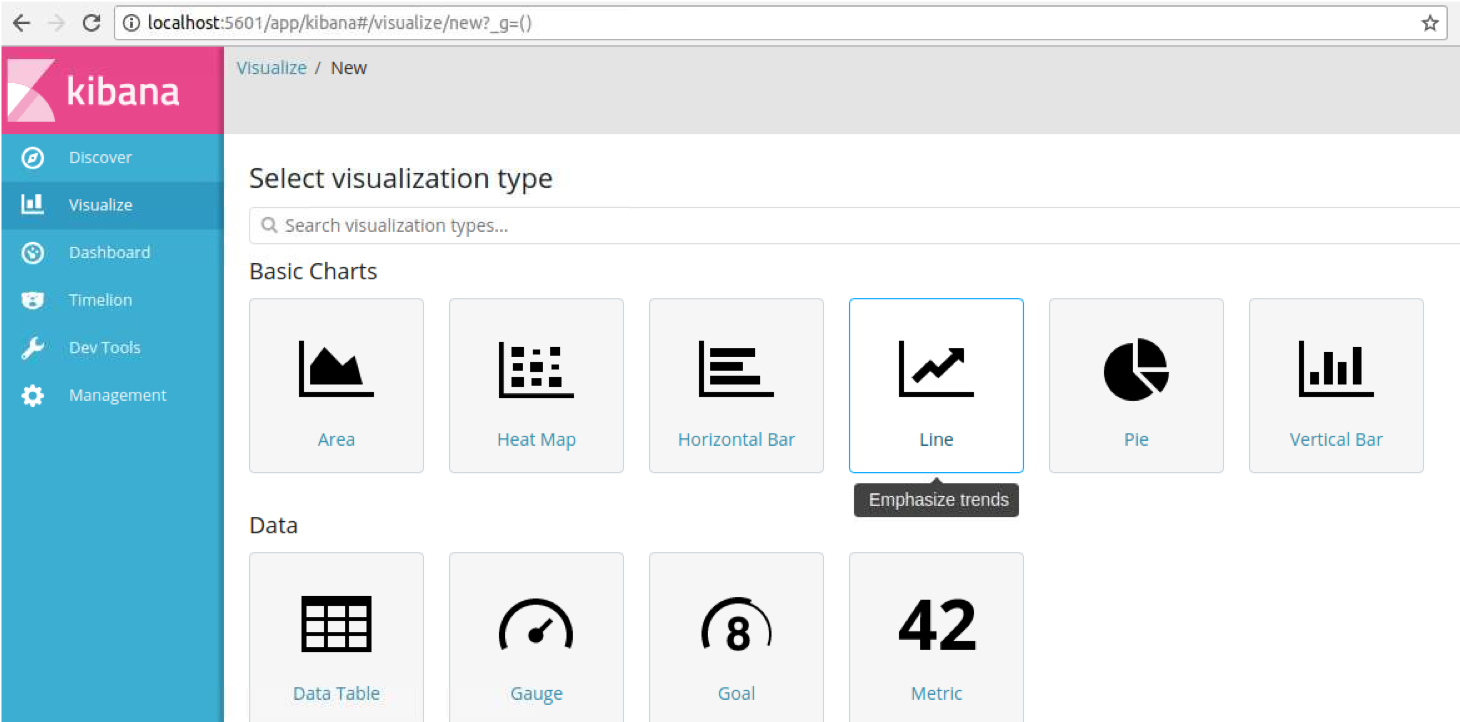 localhost:5601/app/kibana#/visualize/new?_g=()
kibana
Visualize / New
Discover
Visualize
Dashboard
Timelion
Dev Tools
Management
Select visualization type
Search visualization types...
Basic Charts
Area
Heat Map
Horizontal Bar
Line
Pie
Vertical Bar
Emphasize trends
Data
8
42
Data Table
Gauge
Goal
Metric